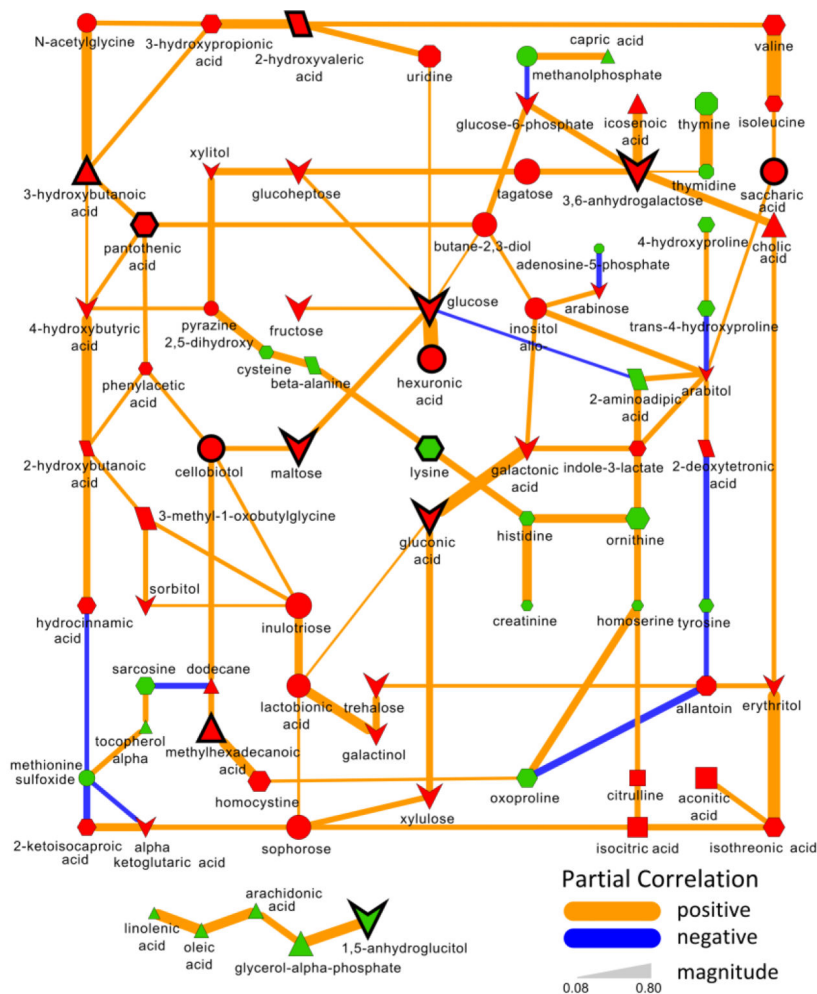 N-acetylglycine
3-hydroxypropionic
acid
2-hydroxyvaleric
acid
uridine
capric acid
methanolphosphate
valine
glucose-6-phosphate
icosenoic
acid
thymine
isoleucine
xylitol
3-hydroxybutanoic
acid
glucoheptose
tagatose
3,6-anhydrogalactose
thymidine
saccharic
acid
pantothenic
acid
butane-2,3-diol
4-hydroxyproline
cholic
acid
adenosine-5-phosphate
4-hydroxybutyric
acid
pyrazine
2,5-dihydroxy
fructose
glucose
inositol
allo-
arabinose
trans-4-hydroxyproline
cysteine
beta-alanine
phenylacetic
acid
hexuronic
acid
2-aminoadipic
acid
arabitol
2-hydroxybutanoic
acid
cellobiotol
maltose
lysine
galactonic
acid
indole-3-lactate
2-deoxytetronic
acid
3-methyl-1-oxobutylglycine
gluconic
acid
histidine
ornithine
sorbitol
hydrocinnamic
acid
inulotriose
creatinine
homoserine
tyrosine
sarcosine
dodecane
lactobionic
acid
trehalose
allantoin
erythritol
tocopherol
alpha
methylhexadecanoic
acid
galactinol
methionine
sulfoxide
homocystine
oxoproline
citrulline
aconitic
acid
xylulose
2-ketoisocaproic
acid
alpha
ketoglutaric acid
sophorose
isocitric acid
isothreonic acid
arachidonic
acid
linolenic
acid
oleic
acid
glycerol-alpha-phosphate
1,5-anhydroglucitol
Partial Correlation
positive
negative
magnitude
0.08
0.80